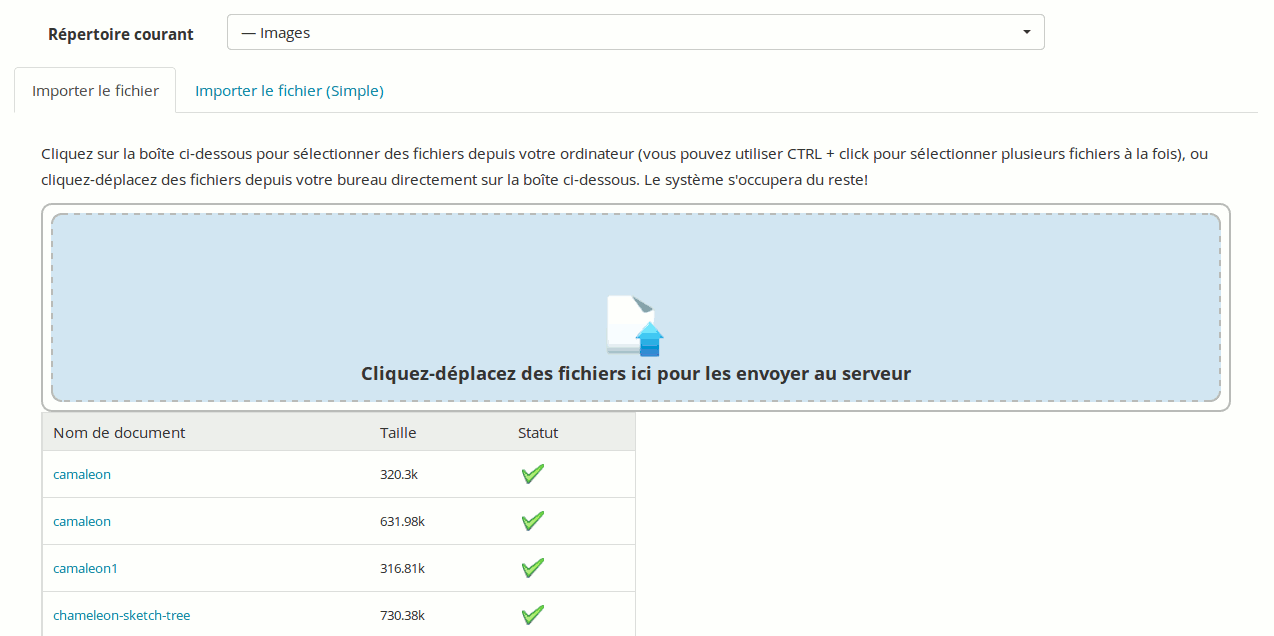 Répertoire courant
— Images
Importer le fichier
Importer le fichier (Simple)
Cliquez sur la boîte ci-dessous pour sélectionner des fichiers depuis votre ordinateur (vous pouvez utiliser CTRL + click pour sélectionner plusieurs fichiers à la fois), ou
cliquez-déplacez des fichiers depuis votre bureau directement sur la boîte ci-dessous. Le système s'occupera du reste!
Cliquez-déplacez des fichiers ici pour les envoyer au serveur
Nom de document Taille Statut
camaleon 320.3k
camaleon 631.98k
camaleon1 316.81k
chameleon-sketch-tree 730.38k